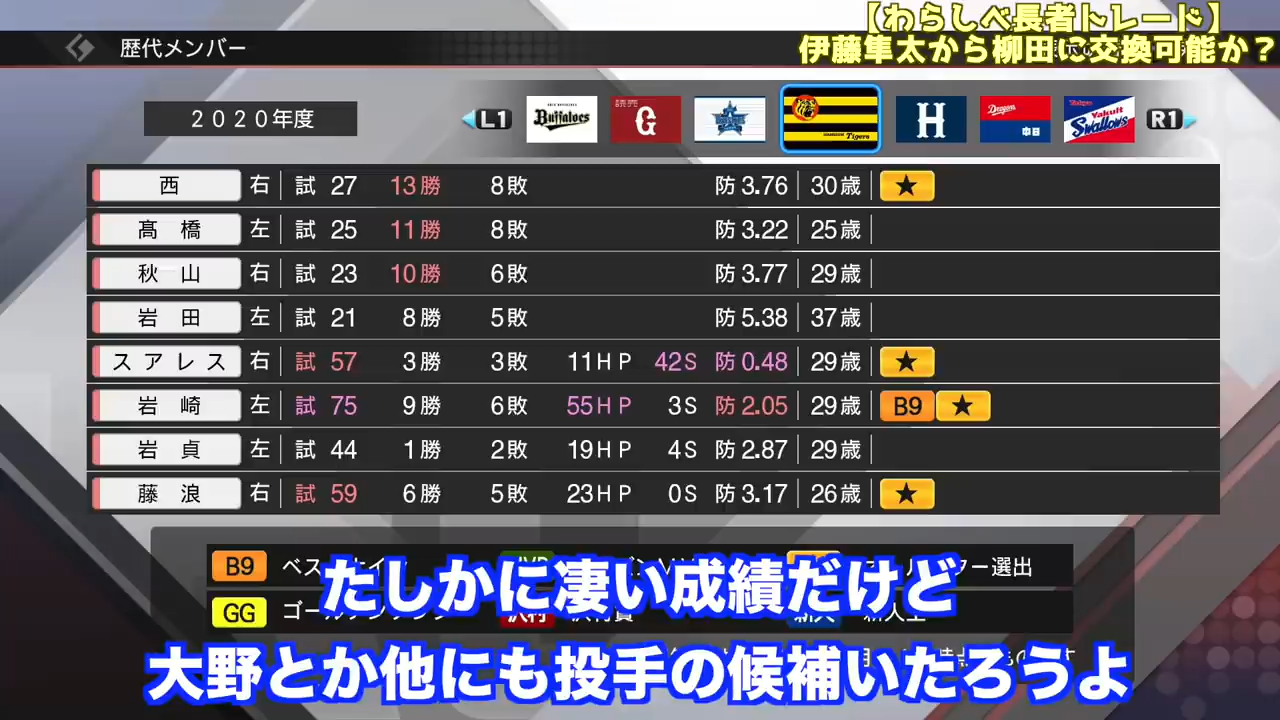 【わらしべ長者トレード】
伊藤隼太から柳田に交換可能か？
歴代メンバー
2020年度
L1 Buffaloes 読売 G Tigers H Dragons 中日 Tokyo Yakult Swallows R1
西 右 試 27 13勝 8敗 防 3.76 30歳 ★
髙橋 左 試 25 11勝 8敗 防 3.22 25歳
秋山 右 試 23 10勝 6敗 防 3.77 29歳
岩田 左 試 21 8勝 5敗 防 5.38 37歳
スアレス 右 試 57 3勝 3敗 11HP 42S 防 0.48 29歳 ★
岩崎 左 試 75 9勝 6敗 55HP 3S 防 2.05 29歳 B9 ★
岩貞 左 試 44 1勝 2敗 19HP 4S 防 2.87 29歳
藤浪 右 試 59 6勝 5敗 23HP 0S 防 3.17 26歳 ★
B9 ベス
ター選出
GG ゴール
たしかに凄い成績だけど
大野とか他にも投手の候補いたろうよ